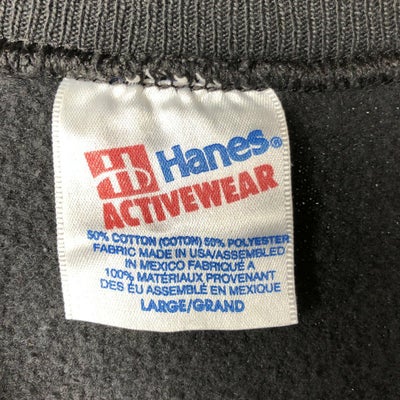 Hanes®
ACTIVEWEAR
50% COTTON (COTON) 50% POLYESTER
FABRIC MADE IN USA/ASSEMBLED
IN MEXICO FABRIQUÉ A
100% MATÉRIAUX PROVENANT
DES ÉU ASSEMBLÉ EN MEXIQUE
LARGE/GRAND